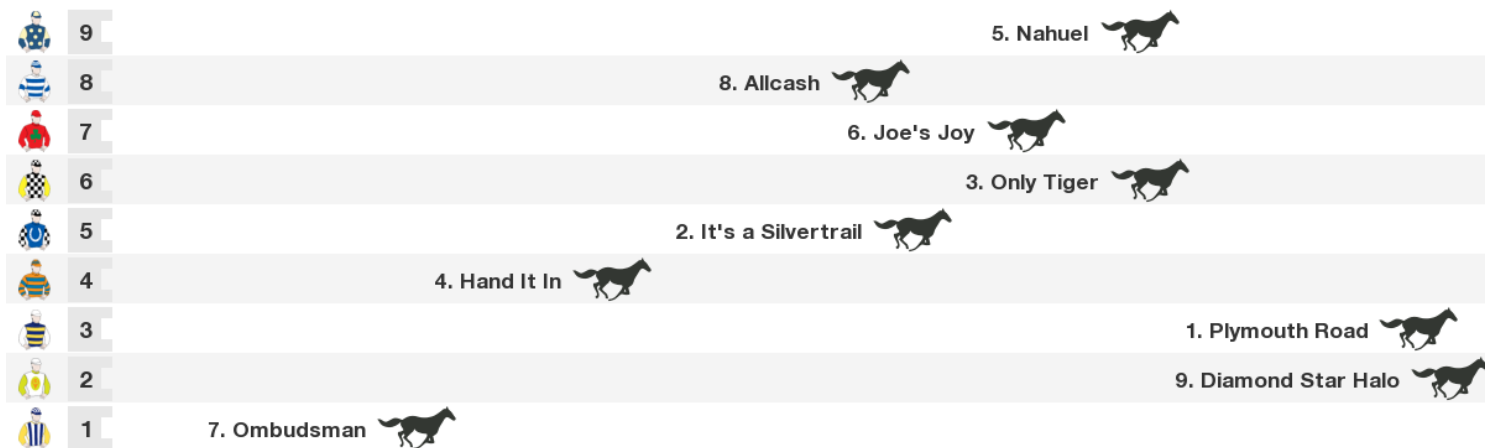 9 5. Nahuel
8 8. Allcash
7 6. Joe's Joy
6 3. Only Tiger
5 2. It's a Silvertrail
4 4. Hand It In
3 1. Plymouth Road
2 9. Diamond Star Halo
1 7. Ombudsman